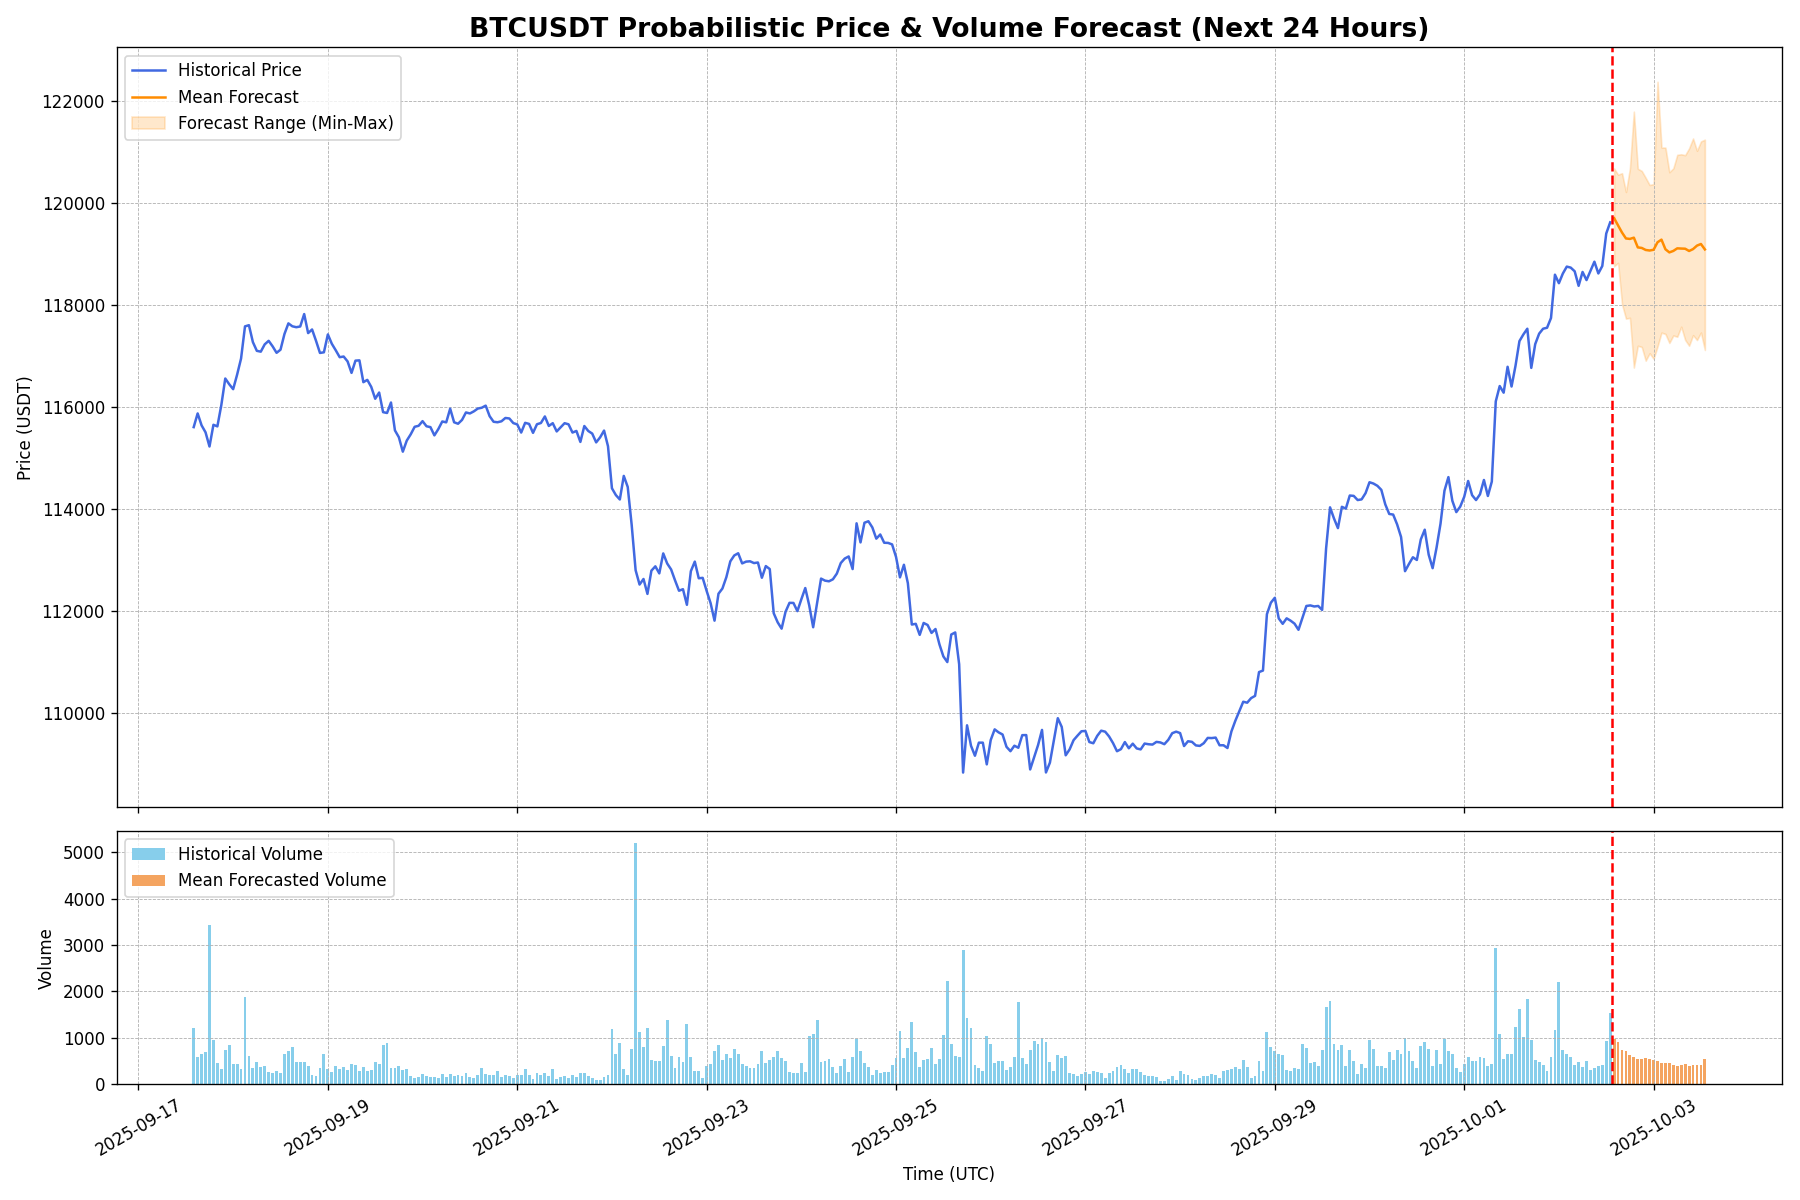 BTCUSDT Probabilistic Price & Volume Forecast (Next 24 Hours)
Historical Price
Mean Forecast
Forecast Range (Min-Max)
122000
120000
118000
116000
114000
112000
110000
Price (USDT)
Historical Volume
Mean Forecasted Volume
5000
4000
3000
2000
1000
0
Volume
2025-09-17
2025-09-19
2025-09-21
2025-09-23
2025-09-25
2025-09-27
2025-09-29
2025-10-01
2025-10-03
Time (UTC)